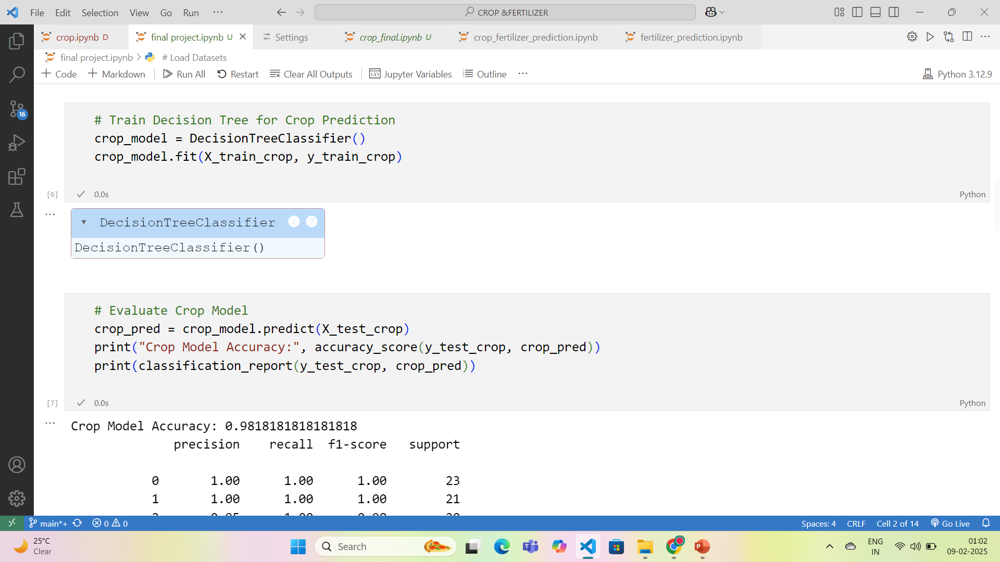 File Edit Selection View Go Run ···
CROP &FERTILIZER
crop.ipynb D
final project.ipynb U
Settings
crop_final.ipynb U
crop_fertilizer_prediction.ipynb
fertilizer_prediction.ipynb
final project.ipynb > # Load Datasets
+ Code + Markdown Run All Restart Clear All Outputs Jupyter Variables Outline ··· Python 3.12.9
# Train Decision Tree for Crop Prediction
crop_model = DecisionTreeClassifier()
crop_model.fit(X_train_crop, y_train_crop)
[6] ✓ 0.0s Python
▼ DecisionTreeClassifier i ?
DecisionTreeClassifier()
# Evaluate Crop Model
crop_pred = crop_model.predict(X_test_crop)
print("Crop Model Accuracy:", accuracy_score(y_test_crop, crop_pred))
print(classification_report(y_test_crop, crop_pred))
[7] ✓ 0.0s Python
Crop Model Accuracy: 0.9818181818181818
precision recall f1-score support
0 1.00 1.00 1.00 23
1 1.00 1.00 1.00 21
16
main*+ 0 0 Spaces: 4 CRLF Cell 2 of 14 Go Live
25°C
Clear
Search
ENG
IN
01:02
09-02-2025